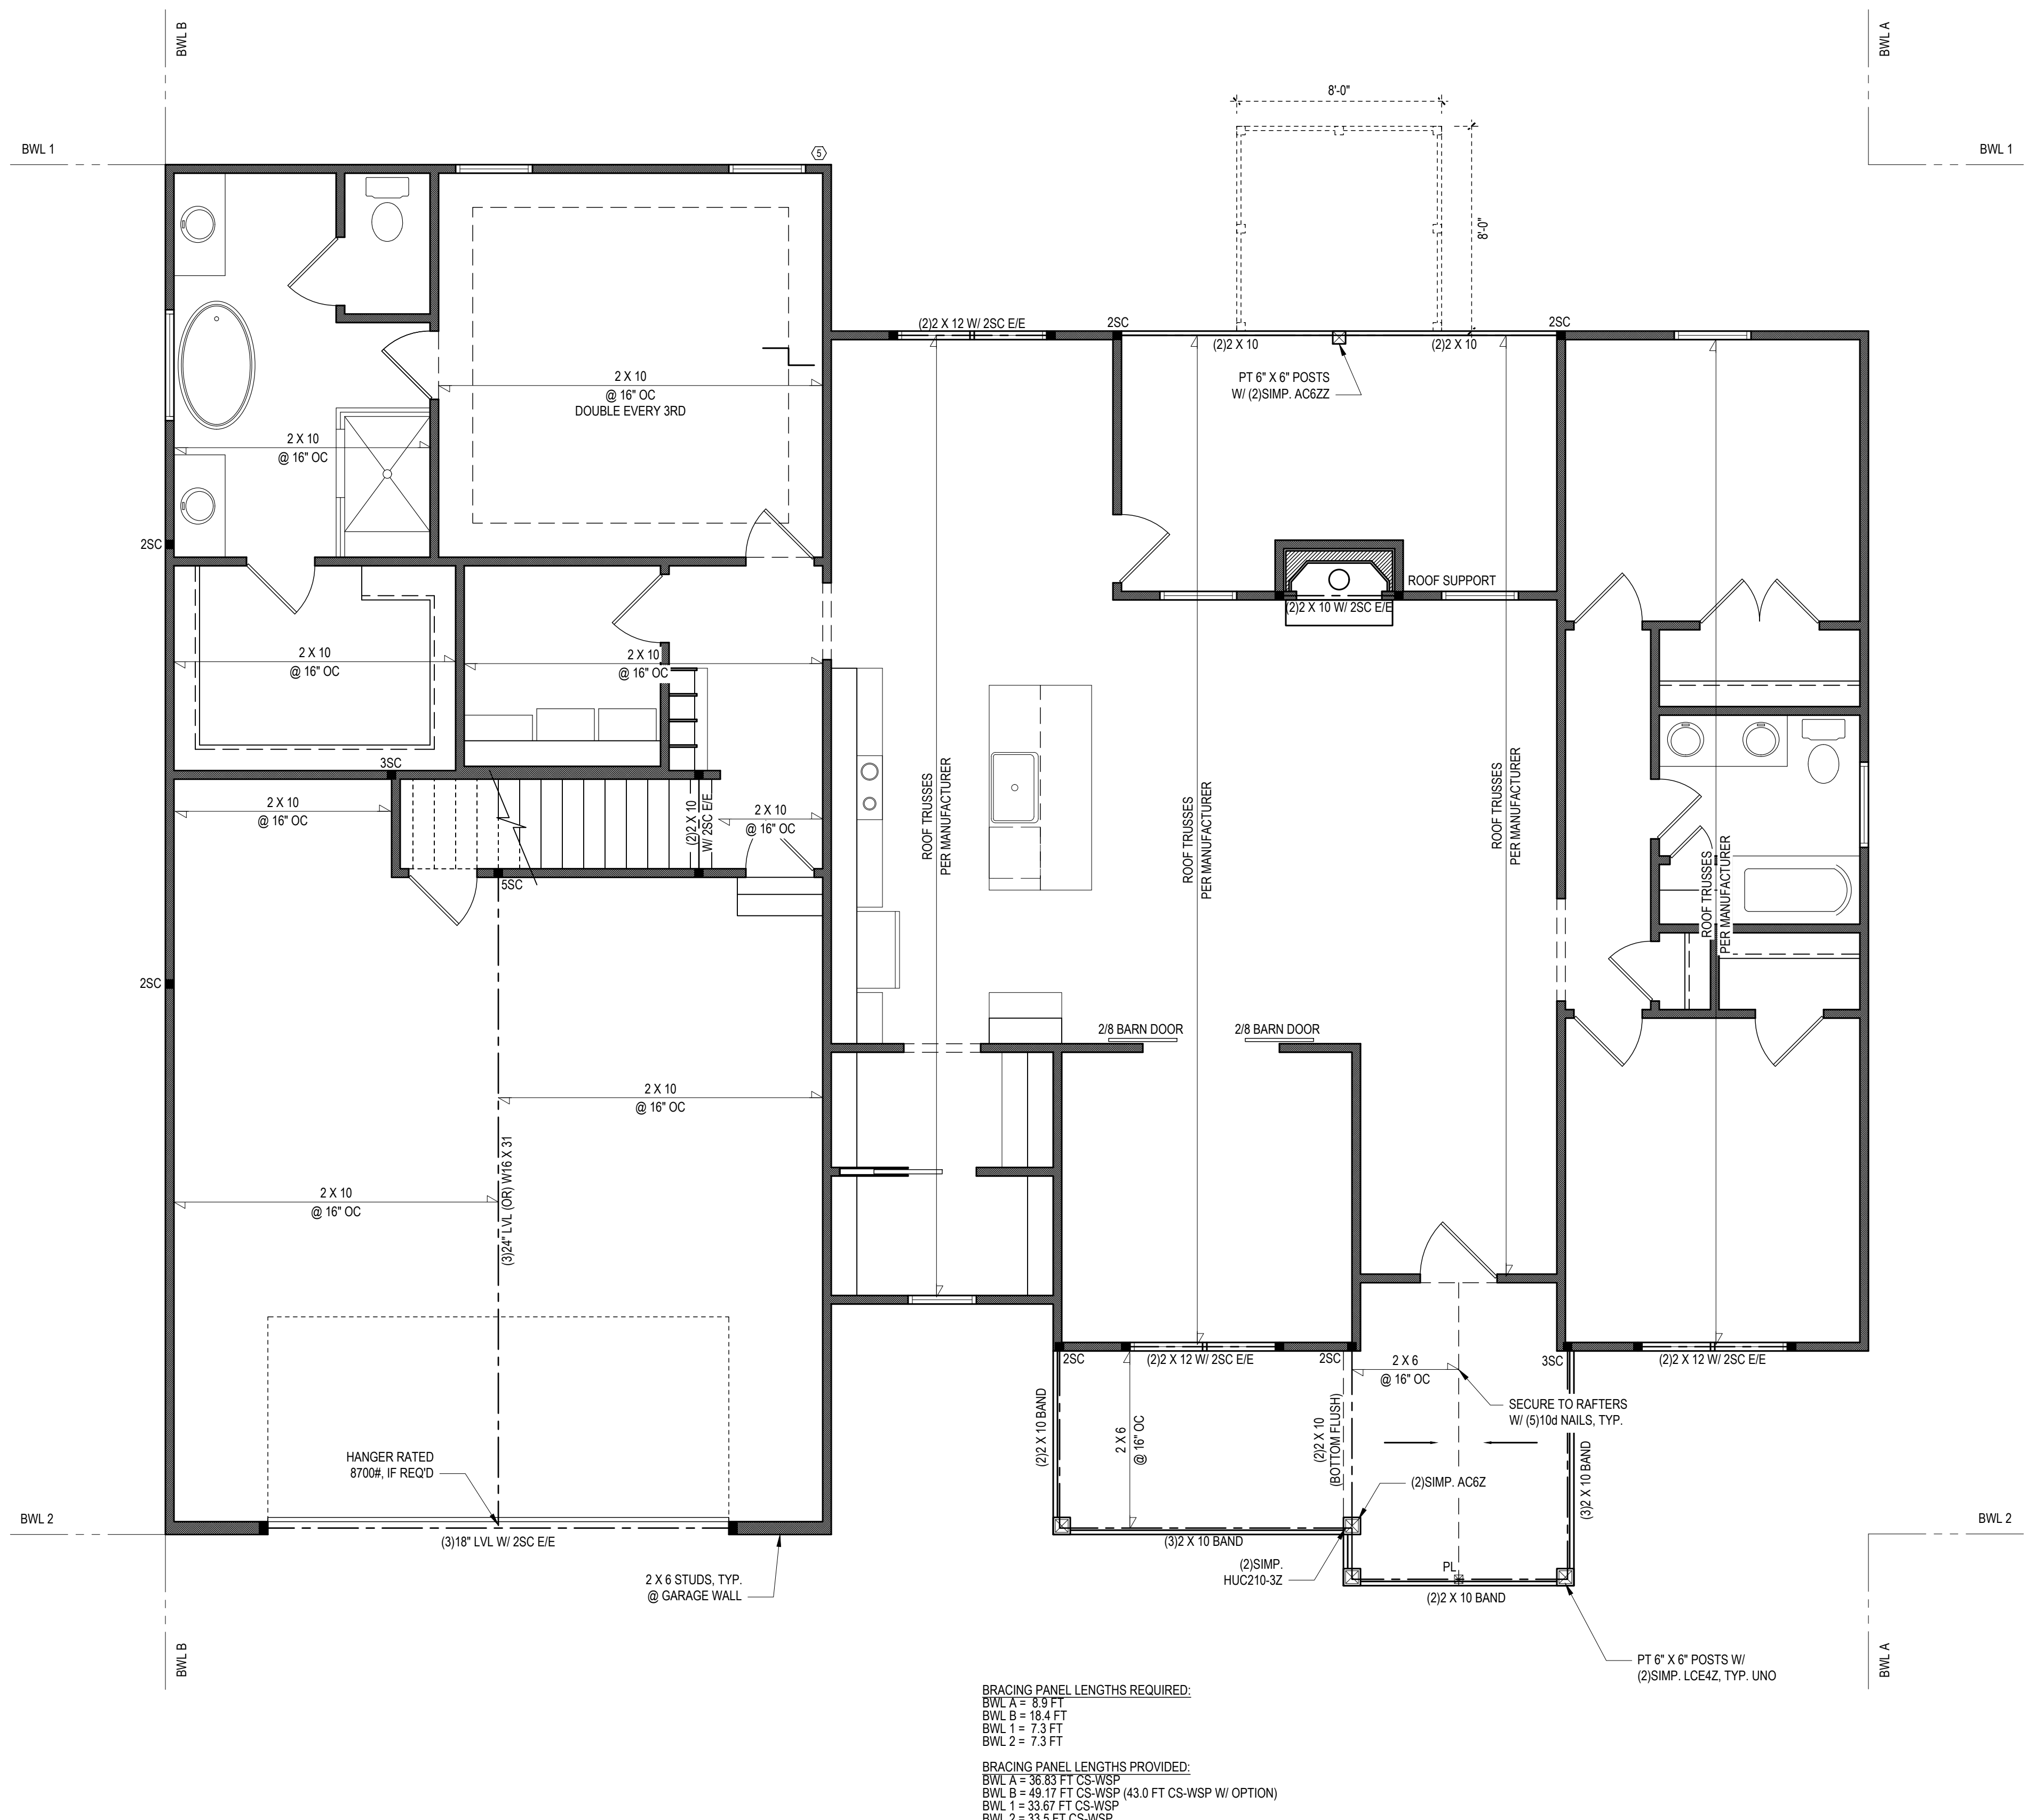 BWL B
BWL A
8'-0"
BWL 1
5
BWL 1
8'-0"
(2)2 X 12 W/ 2SC E/E
2SC
2SC
(2)2 X 10
(2)2 X 10
2 X 10
@ 16" OC
DOUBLE EVERY 3RD
PT 6" X 6" POSTS
W/ (2)SIMP. AC6ZZ
2 X 10
@ 16" OC
2SC
ROOF SUPPORT
(2)2 X 10 W/ 2SC E/E
2 X 10
@ 16" OC
2 X 10
@ 16" OC
3SC
2 X 10
@ 16" OC
(2)2 X 10
W/ 2SC E/E
2 X 10
@ 16" OC
ROOF TRUSSES
PER MANUFACTURER
ROOF TRUSSES
PER MANUFACTURER
ROOF TRUSSES
PER MANUFACTURER
ROOF TRUSSES
PER MANUFACTURER
5SC
2SC
2/8 BARN DOOR
2/8 BARN DOOR
2 X 10
@ 16" OC
(3)24" LVL (OR) W16 X 31
2 X 10
@ 16" OC
2SC
(2)2 X 12 W/ 2SC E/E
2SC
2 X 6
@ 16" OC
3SC
(2)2 X 12 W/ 2SC E/E
(2)2 X 10 BAND
2 X 6
@ 16" OC
(2)2 X 10
(BOTTOM FLUSH)
SECURE TO RAFTERS
W/ (5)10d NAILS, TYP.
HANGER RATED
8700#, IF REQ'D
(2)SIMP. AC6Z
(3)2 X 10 BAND
BWL 2
BWL 2
(3)18" LVL W/ 2SC E/E
(3)2 X 10 BAND
(2)SIMP.
HUC210-3Z
PL
2 X 6 STUDS, TYP.
@ GARAGE WALL
(2)2 X 10 BAND
BWL B
BWL A
PT 6" X 6" POSTS W/
(2)SIMP. LCE4Z, TYP. UNO
BRACING PANEL LENGTHS REQUIRED:
BWL A = 8.9 FT
BWL B = 18.4 FT
BWL 1 = 7.3 FT
BWL 2 = 7.3 FT
BRACING PANEL LENGTHS PROVIDED:
BWL A = 36.83 FT CS-WSP
BWL B = 49.17 FT CS-WSP (43.0 FT CS-WSP W/ OPTION)
BWL 1 = 33.67 FT CS-WSP
BWL 2 = 33.5 FT CS-WSP